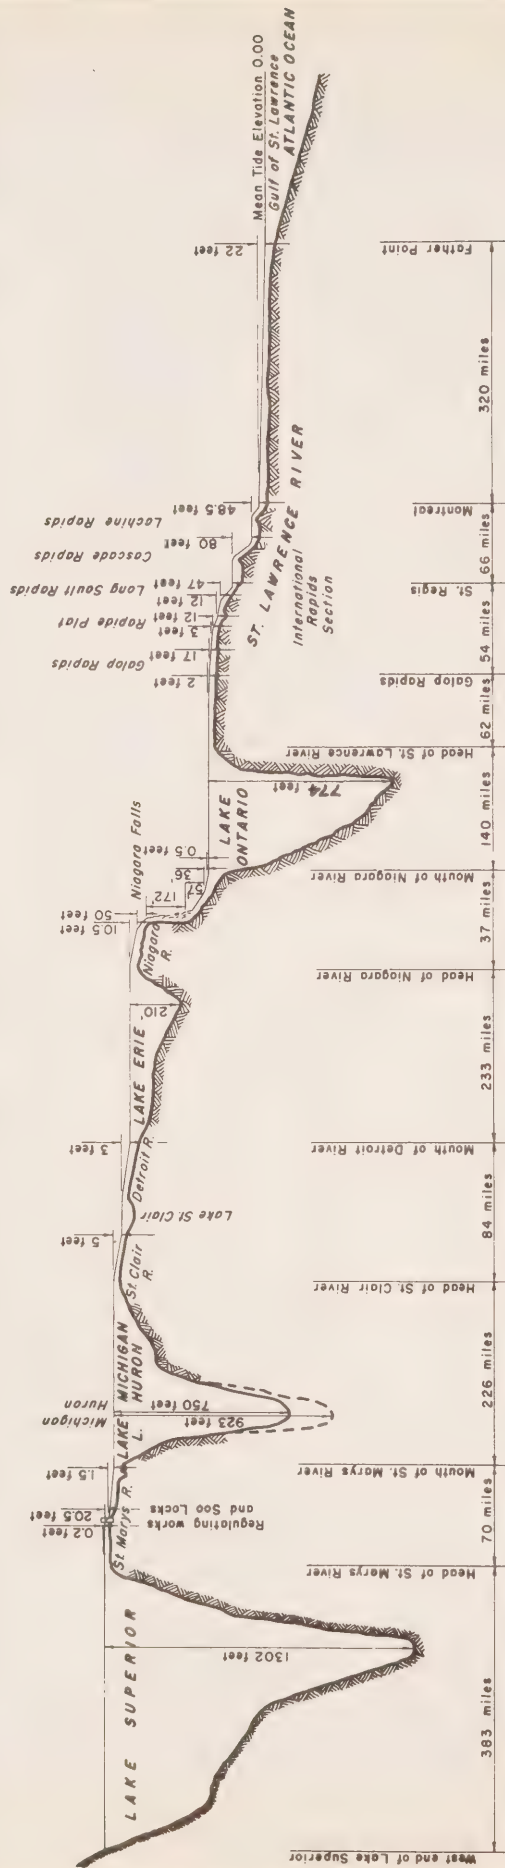 LAKE SUPERIOR
1302 feet
St. Marys R.
0.2 feet
20.5 feet
Regulating works
and Soo Locks
1.5 feet
LAKE MICHIGAN
L. HURON
Michigan
Huron
923 feet
750 feet
St. Clair
R.
5 feet
Lake St. Clair
Detroit R.
3 feet
LAKE ERIE
210'
Niagara
R.
10.5 feet
50 feet
Niagara Falls
172'
57'
36'
0.5 feet
LAKE
ONTARIO
774 feet
2 feet
Galop Rapids
17 feet
3 feet
Rapide Plat
12 feet
12 feet
Long Sault Rapids
47 feet
Cascade Rapids
80 feet
Lachine Rapids
48.5 feet
ST. LAWRENCE RIVER
International
Rapids
Section
22 feet
Mean Tide Elevation 0.00
Gulf of St. Lawrence
ATLANTIC OCEAN
West end of Lake Superior
383 miles
Head of St. Marys River
70 miles
Mouth of St. Marys River
226 miles
Head of St. Clair River
84 miles
Mouth of Detroit River
233 miles
Head of Niagara River
37 miles
Mouth of Niagara River
140 miles
Head of St. Lawrence River
62 miles
Galop Rapids
54 miles
St. Regis
66 miles
Montreal
320 miles
Father Point